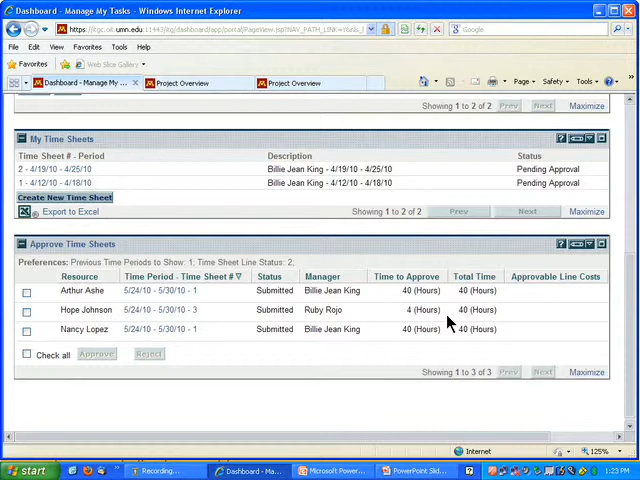 Dashboard - Manage My Tasks - Windows Internet Explorer
https://tgc.oit.umn.edu:11443/itg/dashboard/app/portal/PageView.jsp?NAV_PATH_LINK=
Google
File Edit View Favorites Tools Help
Favorites Web Slice Gallery
Dashboard - Manage My ... Project Overview Project Overview Page Safety Tools
Showing 1 to 2 of 2 Prev Next Maximize
My Time Sheets
Time Sheet # - Period Description Status
2 - 4/19/10 - 4/25/10 Billie Jean King - 4/19/10 - 4/25/10 Pending Approval
1 - 4/12/10 - 4/18/10 Billie Jean King - 4/12/10 - 4/18/10 Pending Approval
Create New Time Sheet
Export to Excel Showing 1 to 2 of 2 Prev Next Maximize
Approve Time Sheets
Preferences: Previous Time Periods to Show: 1; Time Sheet Line Status: 2;
Resource Time Period - Time Sheet # Status Manager Time to Approve Total Time Approvable Line Costs
Arthur Ashe 5/24/10 - 5/30/10 - 1 Submitted Billie Jean King 40 (Hours) 40 (Hours)
Hope Johnson 5/24/10 - 5/30/10 - 3 Submitted Ruby Rojo 4 (Hours) 40 (Hours)
Nancy Lopez 5/24/10 - 5/30/10 - 1 Submitted Billie Jean King 40 (Hours) 40 (Hours)
Check all Approve Reject
Showing 1 to 3 of 3 Prev Next Maximize
Internet 125%
start Recording... Dashboard - Ma... Microsoft Power... PowerPoint Slid... 1:23 PM